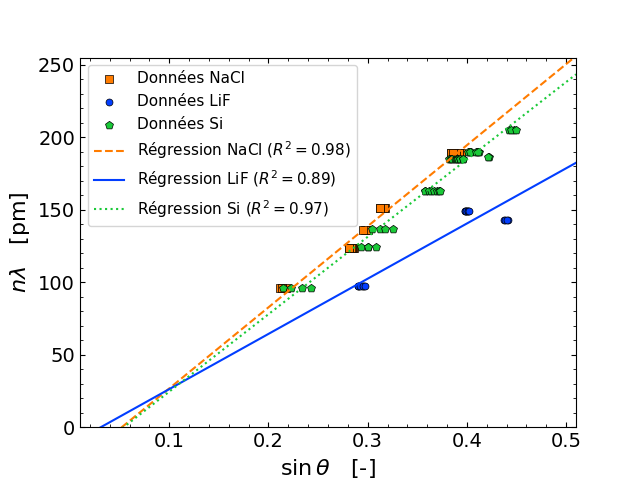 250
200
150
100
50
0
nλ [pm]
Données NaCl
Données LiF
Données Si
Régression NaCl (R² = 0.98)
Régression LiF (R² = 0.89)
Régression Si (R² = 0.97)
0.1 0.2 0.3 0.4 0.5
sin θ [-]